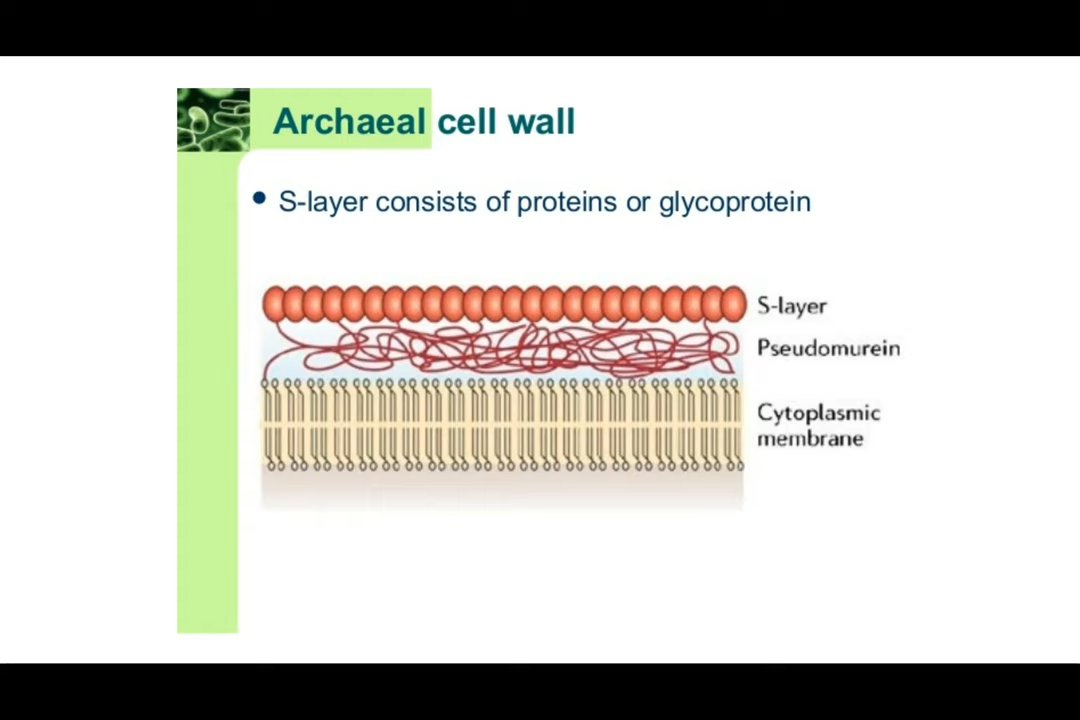 Archaeal cell wall
• S-layer consists of proteins or glycoprotein
S-layer
Pseudomurein
Cytoplasmic
membrane